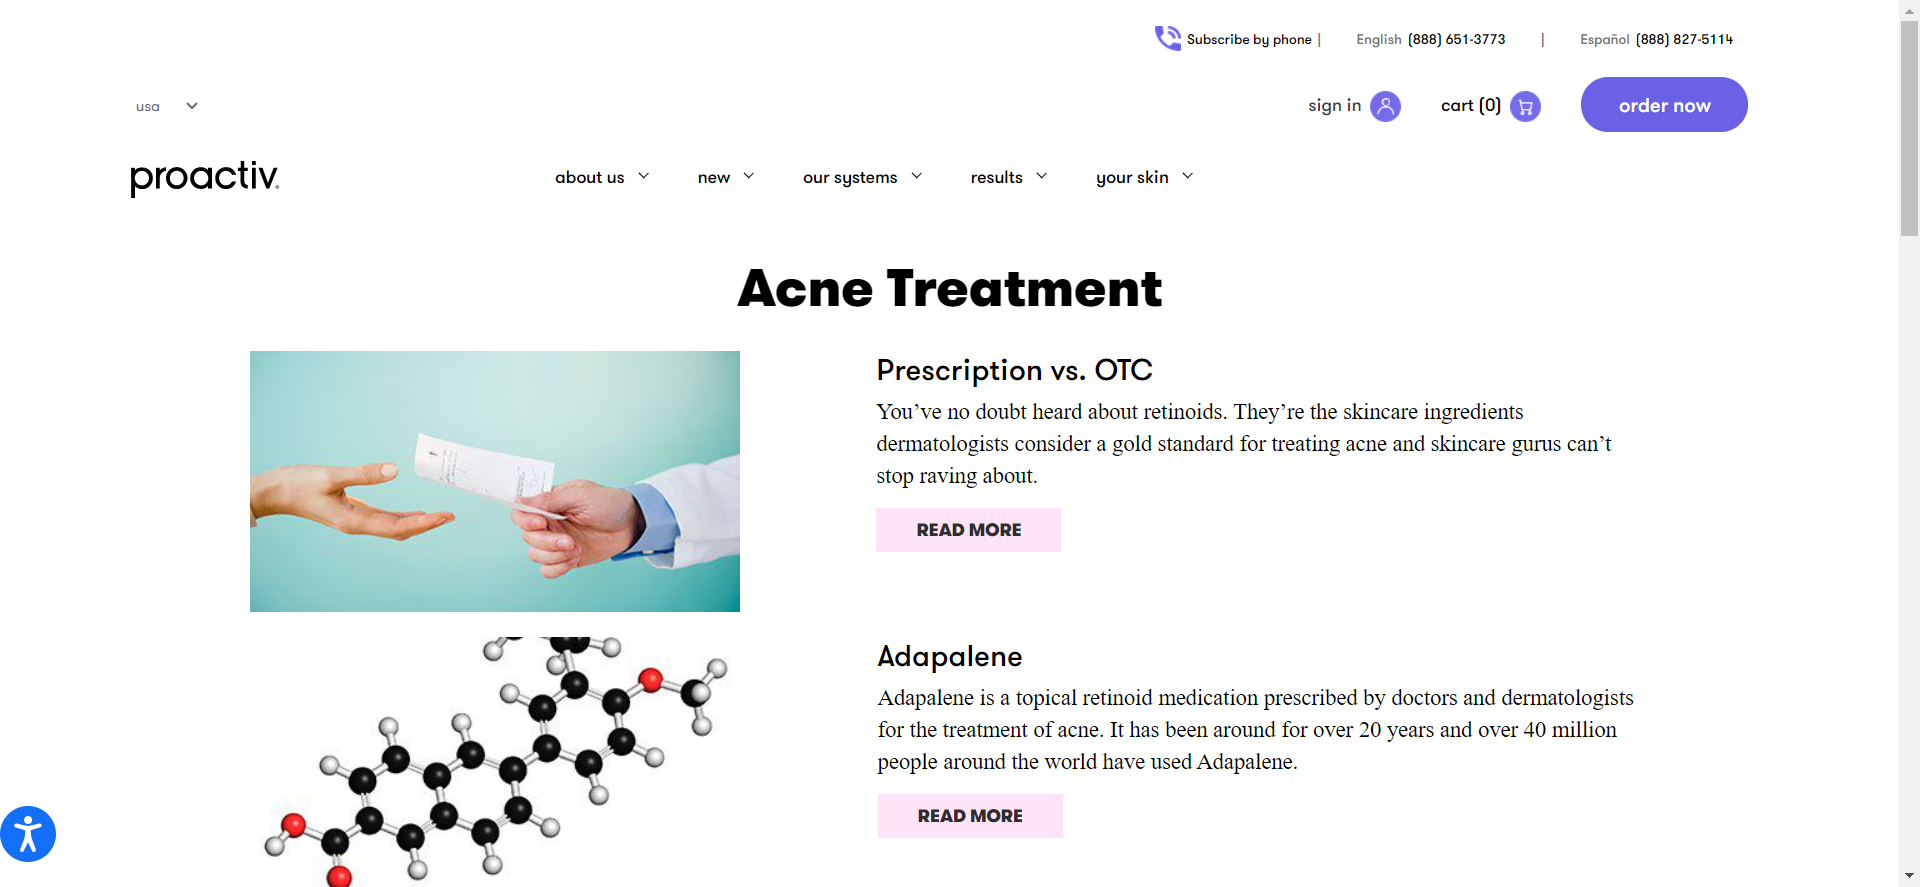 Subscribe by phone |
English (888) 651-3773
|
Español (888) 827-5114
usa
sign in
cart (0)
order now
proactiv
about us
new
our systems
results
your skin
Acne Treatment
Prescription vs. OTC
You’ve no doubt heard about retinoids. They’re the skincare ingredients
dermatologists consider a gold standard for treating acne and skincare gurus can’t
stop raving about.
READ MORE
Adapalene
Adapalene is a topical retinoid medication prescribed by doctors and dermatologists
for the treatment of acne. It has been around for over 20 years and over 40 million
people around the world have used Adapalene.
READ MORE